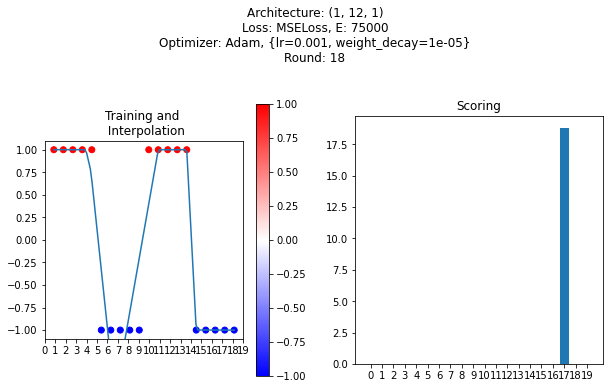 Architecture: (1, 12, 1)
Loss: MSELoss, E: 75000
Optimizer: Adam, {lr=0.001, weight_decay=1e-05}
Round: 18
Training and
Interpolation
1.00
0.75
0.50
0.25
0.00
−0.25
−0.50
−0.75
−1.00
0 1 2 3 4 5 6 7 8 9 10 11 12 13 14 15 16 17 18 19
1.00
0.75
0.50
0.25
0.00
−0.25
−0.50
−0.75
−1.00
Scoring
17.5
15.0
12.5
10.0
7.5
5.0
2.5
0.0
0 1 2 3 4 5 6 7 8 9 10 11 12 13 14 15 16 17 18 19